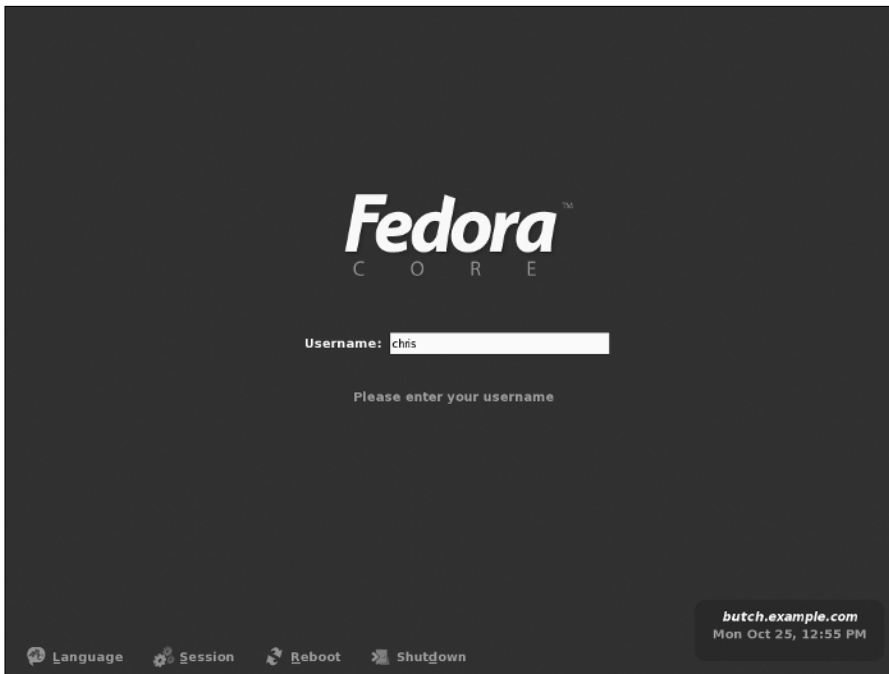 Fedora™
CORE
Username: chris
Please enter your username
butch.example.com
Mon Oct 25, 12:55 PM
Language Session Reboot Shutdown